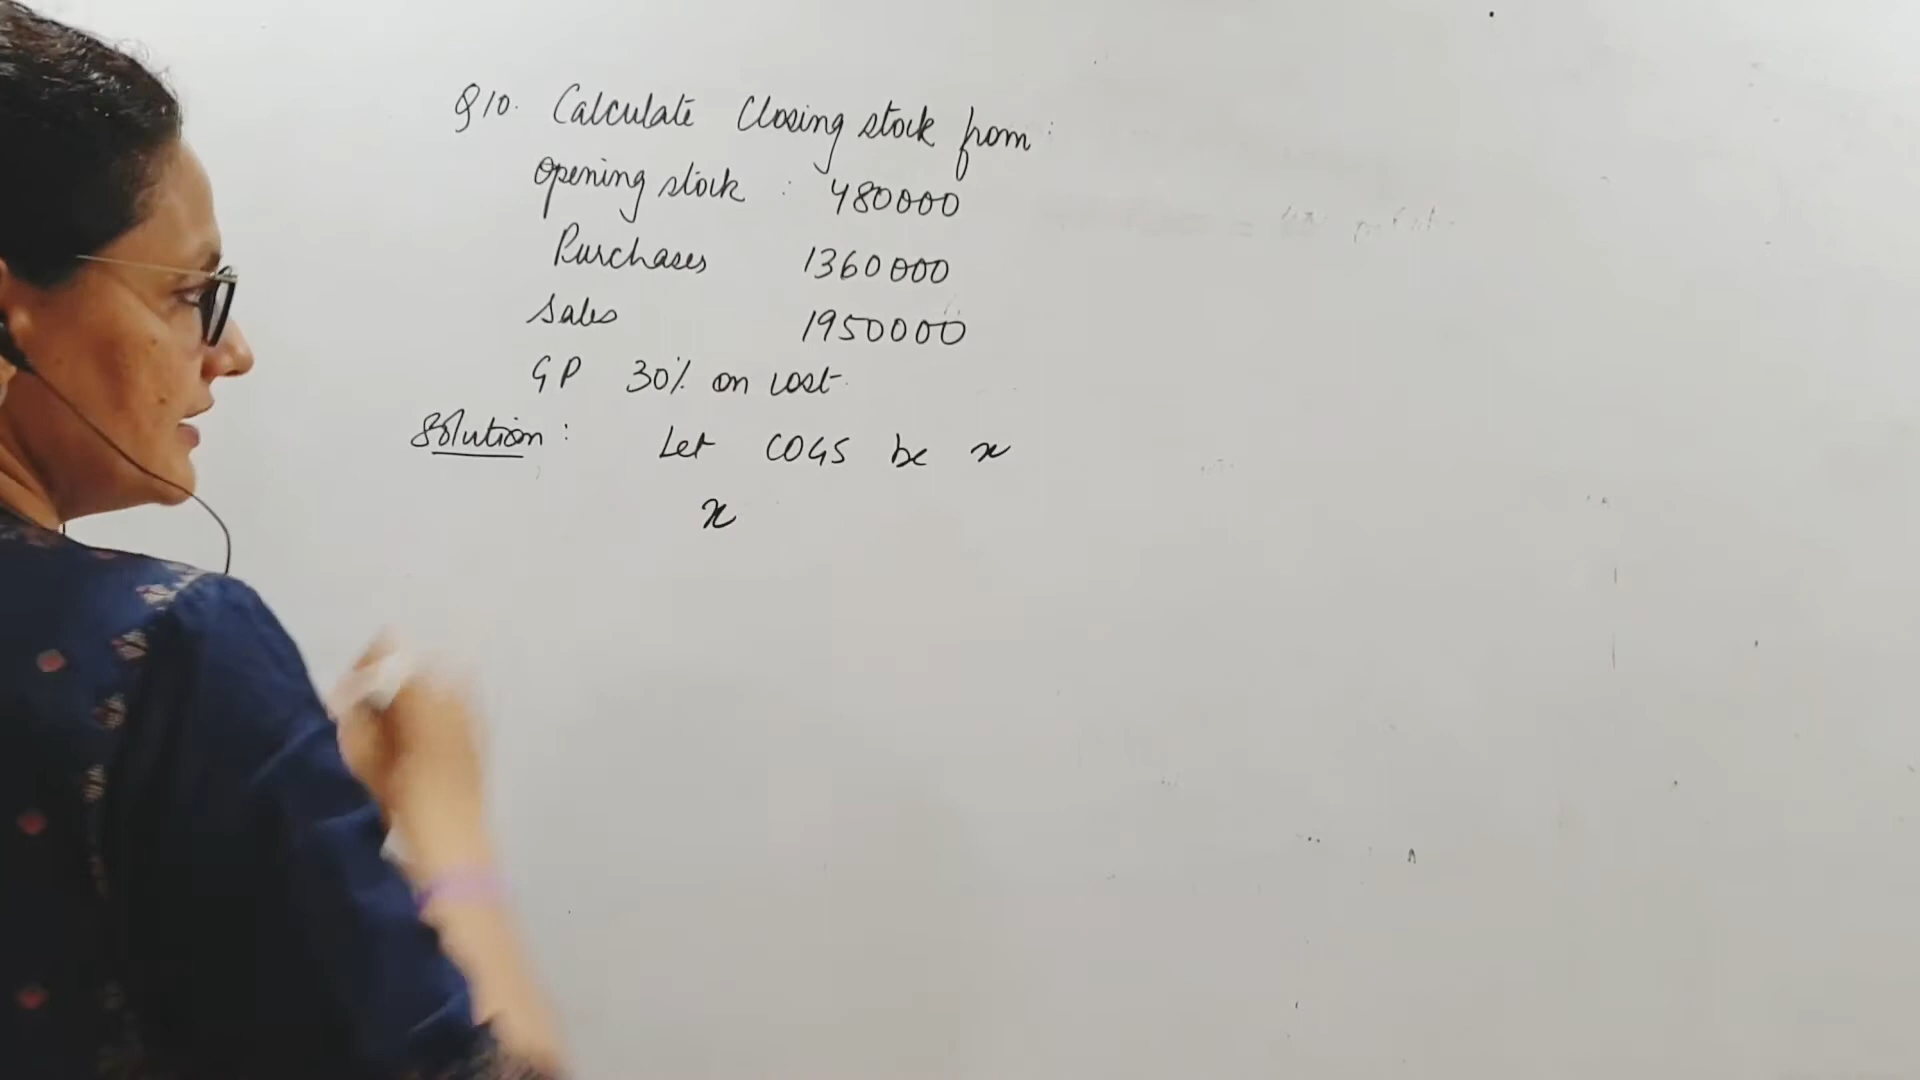 Q10. Calculate Closing stock from:
Opening stock : 480000
Purchases 1360000
Sales 1950000
GP 30% on cost.
Solution: Let COGS be x
x